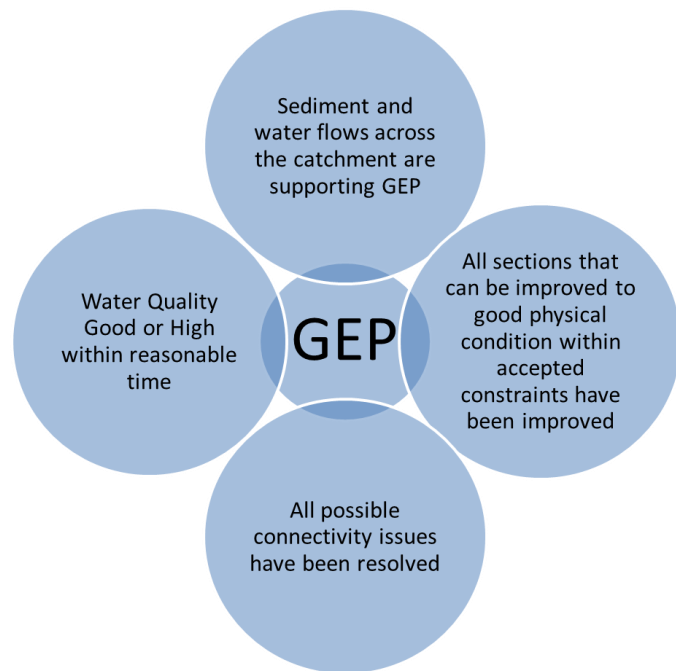 Sediment and
water flows across
the catchment are
supporting GEP
Water Quality
Good or High
within reasonable
time
GEP
All sections that
can be improved to
good physical
condition within
accepted
constraints have
been improved
All possible
connectivity issues
have been resolved